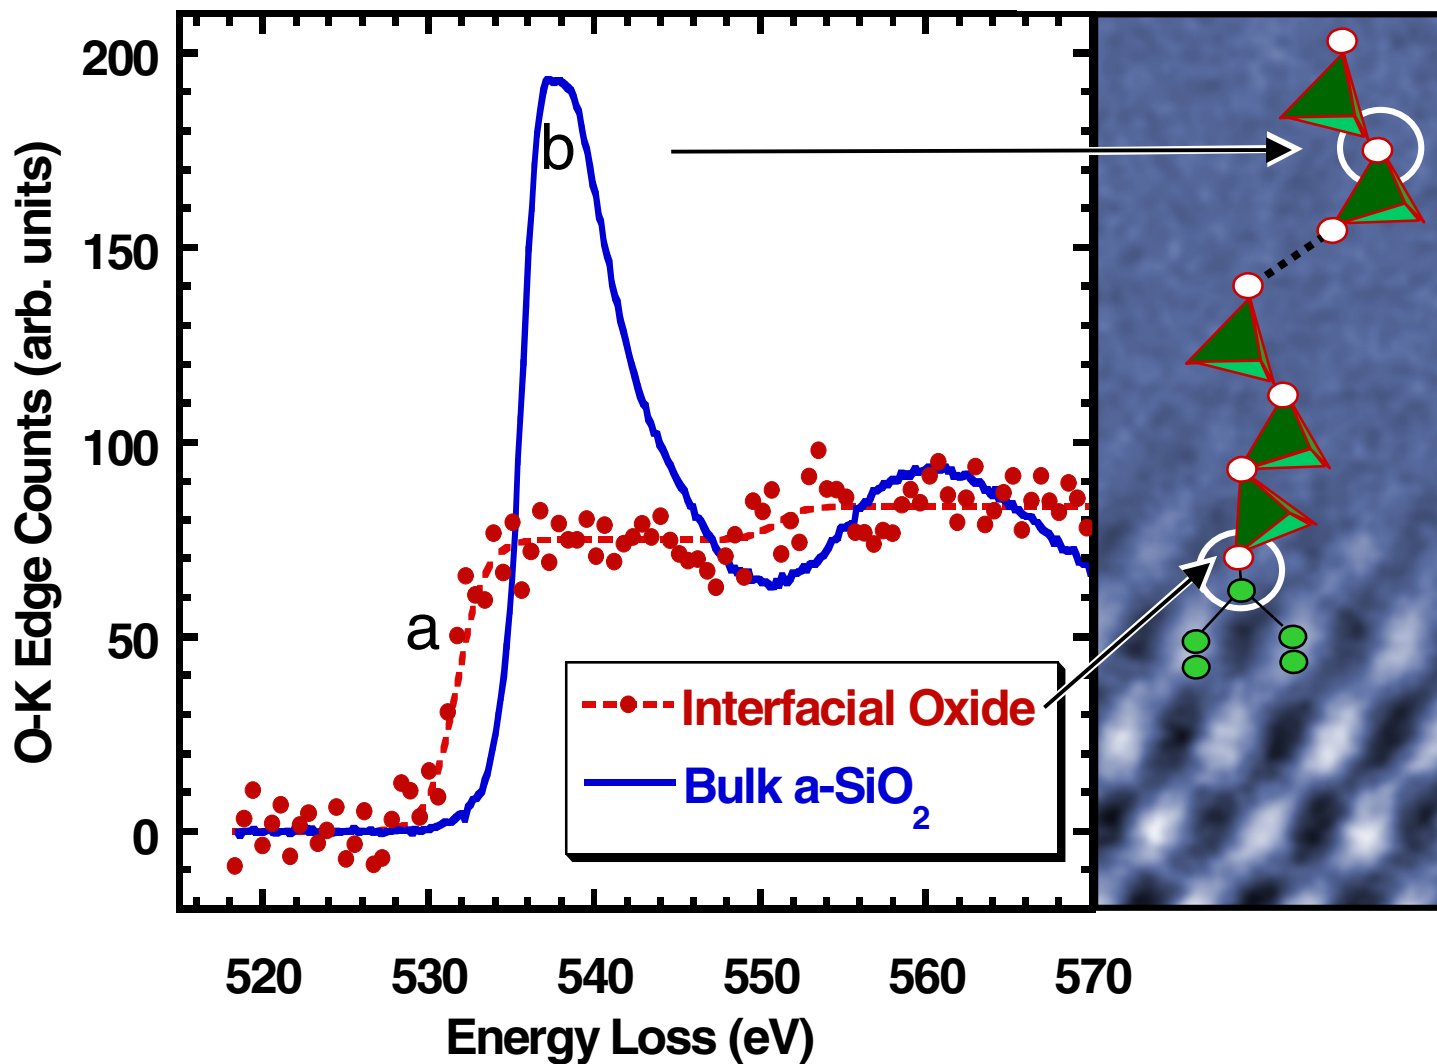 O-K Edge Counts (arb. units)
200
150
100
50
0
b
a
Interfacial Oxide
Bulk a-SiO₂
520 530 540 550 560 570
Energy Loss (eV)